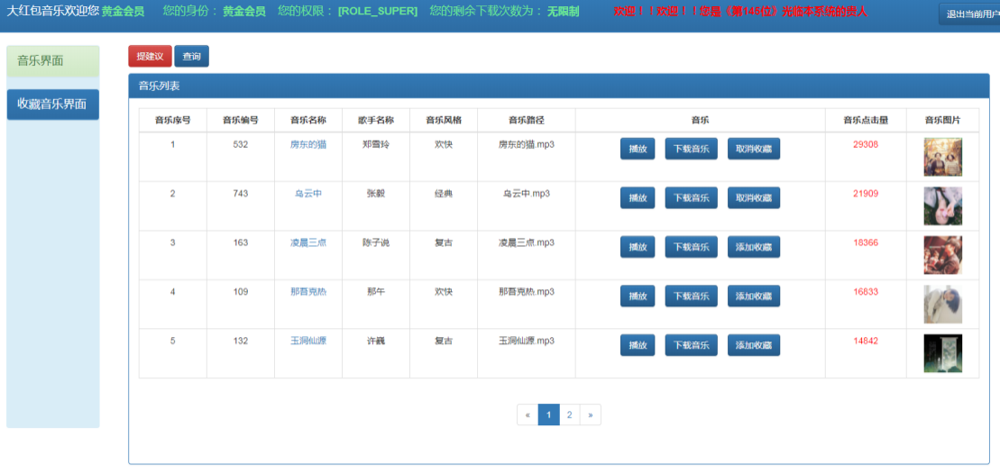 大红包音乐欢迎您 黄金会员 您的身份： 黄金会员 您的权限： [ROLE_SUPER] 您的剩余下载次数为： 无限制 欢迎！！欢迎！！您是《第145位》光临本系统的贵人 退出当前用户
音乐界面
收藏音乐界面
提建议 查询
音乐列表
音乐序号 音乐编号 音乐名称 歌手名称 音乐风格 音乐路径 音乐 音乐点击量 音乐图片
1 532 房东的猫 郑雪玲 欢快 房东的猫.mp3 播放 下载音乐 取消收藏 29308
2 743 乌云中 张毅 经典 乌云中.mp3 播放 下载音乐 取消收藏 21909
3 163 凌晨三点 陈子说 复古 凌晨三点.mp3 播放 下载音乐 添加收藏 18366
4 109 那吾克热 那午 欢快 那吾克热.mp3 播放 下载音乐 添加收藏 16833
5 132 玉洞仙源 许巍 复古 玉洞仙源.mp3 播放 下载音乐 添加收藏 14842
« 1 2 »